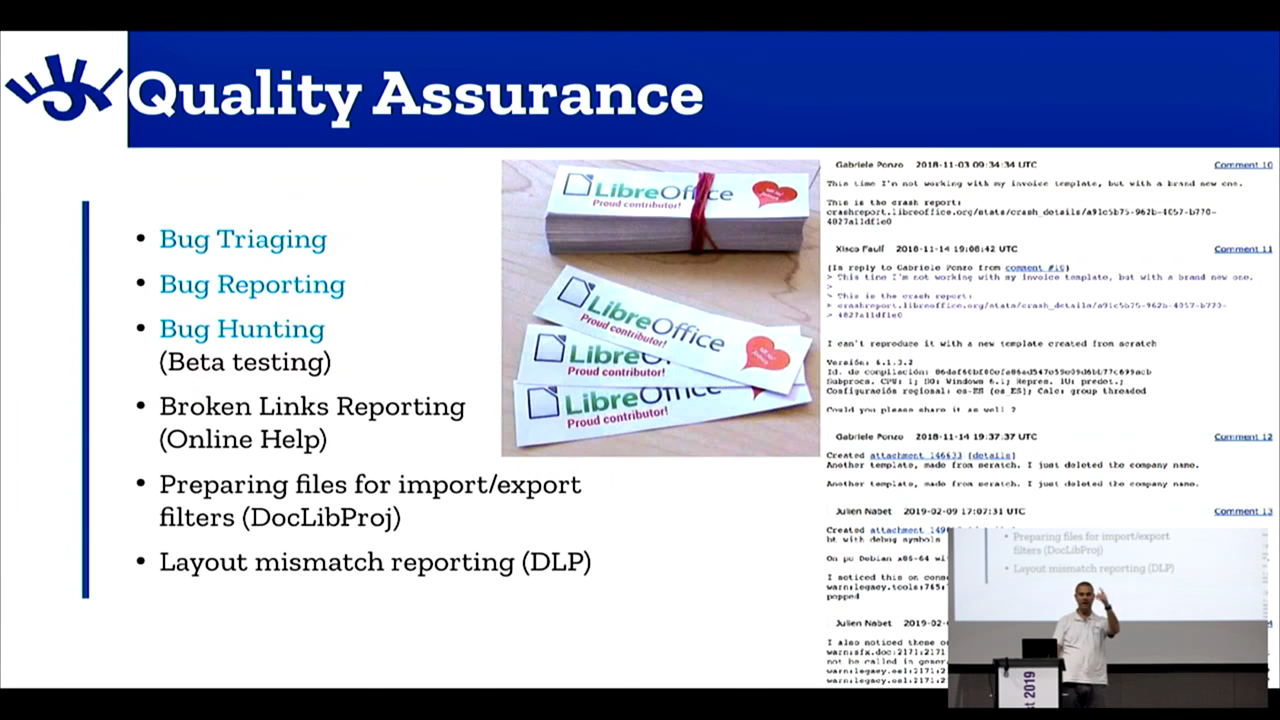 Quality Assurance
• Bug Triaging
• Bug Reporting
• Bug Hunting
(Beta testing)
• Broken Links Reporting
(Online Help)
• Preparing files for import/export
filters (DocLibProj)
• Layout mismatch reporting (DLP)
LibreOffice
Proud contributor!
LibreOffice
Proud contributor!
Libre
Proud contributor!
LibreOffice
Proud contributor!
Gabriele Ponzo 2018-11-03 09:34:34 UTC Comment 10
This time I'm not working with my invoice template, but with a brand new one.
This is the crash report:
crashreport.libreoffice.org/stats/crash_details/a91c5b75-962b-4057-b770-
4827a11df1e0
Xisco Faulí 2018-11-14 19:06:42 UTC Comment 11
(In reply to Gabriele Ponzo from comment #10)
> This time I'm not working with my invoice template, but with a brand new one.
>
> This is the crash report:
> crashreport.libreoffice.org/stats/crash_details/a91c5b75-962b-4057-b770-
> 4827a11df1e0
I can't reproduce it with a new template created from scratch
Versión: 6.1.3.2
Id. de compilación:
Subprocs. CPU: 1; SO: Windows 6.1; Repres. IU: predet.;
Configuración regional: es-ES (es_ES); Calc: group threaded
Could you please share it as well ?
Gabriele Ponzo 2018-11-14 19:37:37 UTC Comment 12
Created attachment 146633 [details]
Another template, made from scratch. I just deleted the company name.
Another template, made from scratch. I just deleted the company name.
Julien Nabet 2019-02-09 17:07:31 UTC Comment 13
Created attachment
bt with debug symbols
On pc Debian x86-64
I noticed this on
warn:legacy.tools:
popped
Julien Nabet 2019-02-
I also noticed these
warn:sfx.doc:2171:2171
not be called in
warn:legacy.osl:2171:2
warn:legacy.osl:2171:2
• Preparing files for import/export
filters (DocLibProj)
• Layout mismatch reporting (DLP)
2019